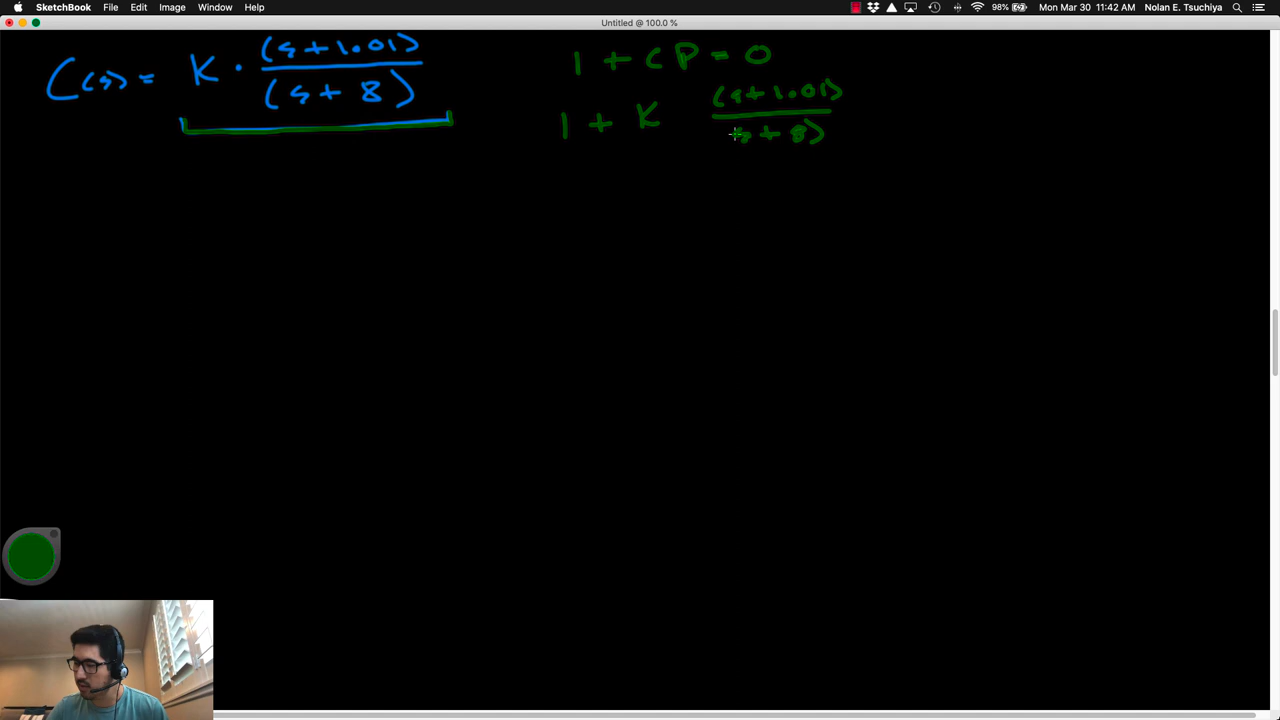 SketchBook File Edit Image Window Help 98% Mon Mar 30 11:42 AM Nolan E. Tsuchiya
Untitled @ 100.0 %
C(s) = K · (s + 1.01) / (s + 8)
1 + C P = 0
1 + K (s + 1.01) / s + 8)